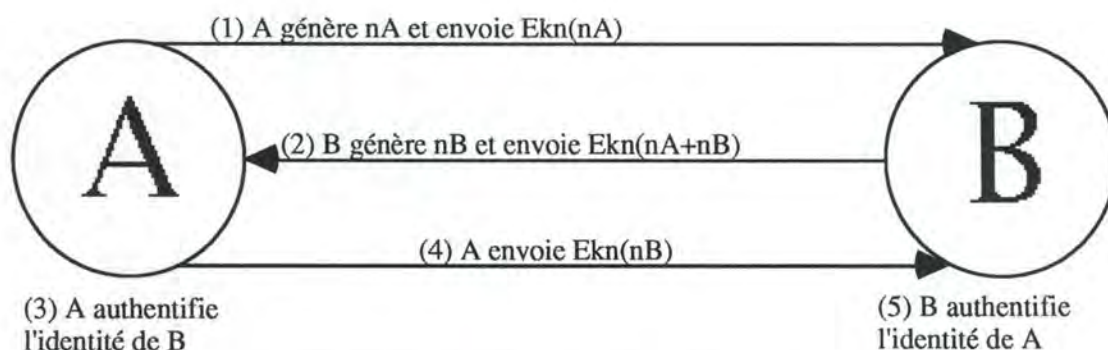 (1) A génère nA et envoie Ekn(nA)
A
B
(2) B génère nB et envoie Ekn(nA+nB)
(4) A envoie Ekn(nB)
(3) A authentifie
l'identité de B
(5) B authentifie
l'identité de A